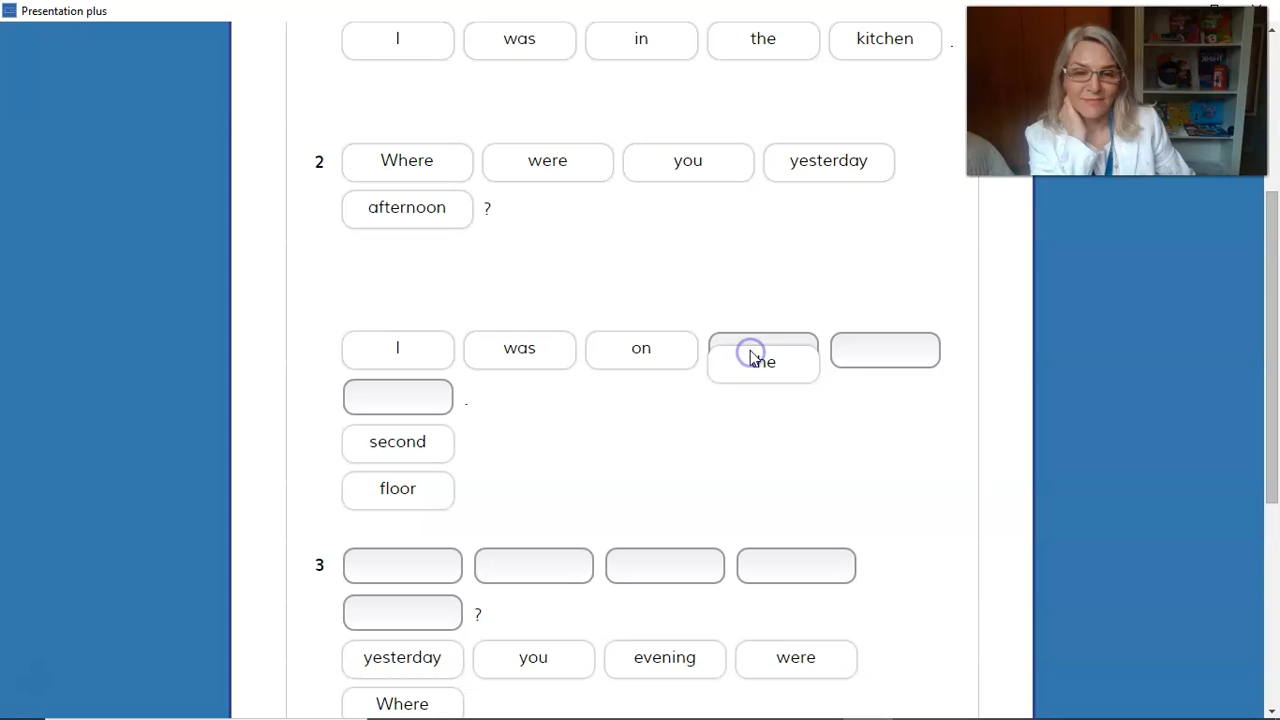 Presentation plus
I was in the kitchen .
2 Where were you yesterday
afternoon ?
I was on the
.
second
floor
3
?
yesterday you evening were
Where